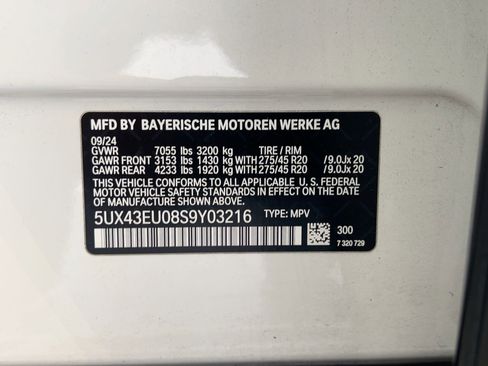 MFD BY BAYERISCHE MOTOREN WERKE AG
09/24
GVWR 7055 lbs 3200 kg TIRE / RIM
GAWR FRONT 3153 lbs 1430 kg WITH 275/45 R20 /9.0Jx 20
GAWR REAR 4233 lbs 1920 kg WITH 275/45 R20 /9.0Jx 20
THIS VEHICLE CONFORMS TO ALL APPLICABLE U. S. FEDERAL
MOTOR VEHICLE SAFETY STANDARDS IN EFFECT ON THE
DATE OF MANUFACTURE SHOWN ABOVE.
5UX43EU08S9Y03216 TYPE: MPV
300
7 320 729